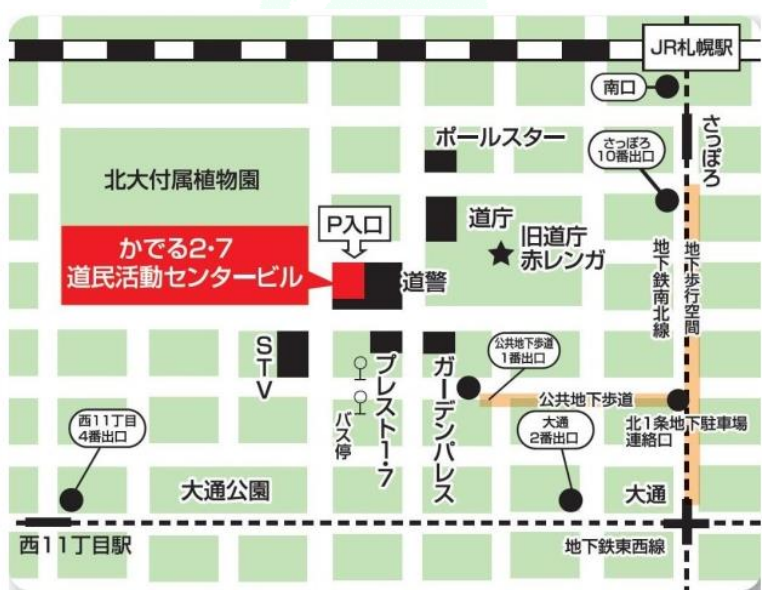 JR札幌駅
南口
さっぽろ
ポールスター
さっぽろ
10番出口
北大付属植物園
P入口
道庁
旧道庁
赤レンガ
かでる2・7
道民活動センタービル
道警
地下鉄南北線
地下歩行空間
STV
プレスト1・7
バス停
ガーデンパレス
公共地下歩道
1番出口
公共地下歩道
西11丁目
4番出口
大通
2番出口
北1条地下駐車場
連絡口
大通公園
大通
西11丁目駅
地下鉄東西線